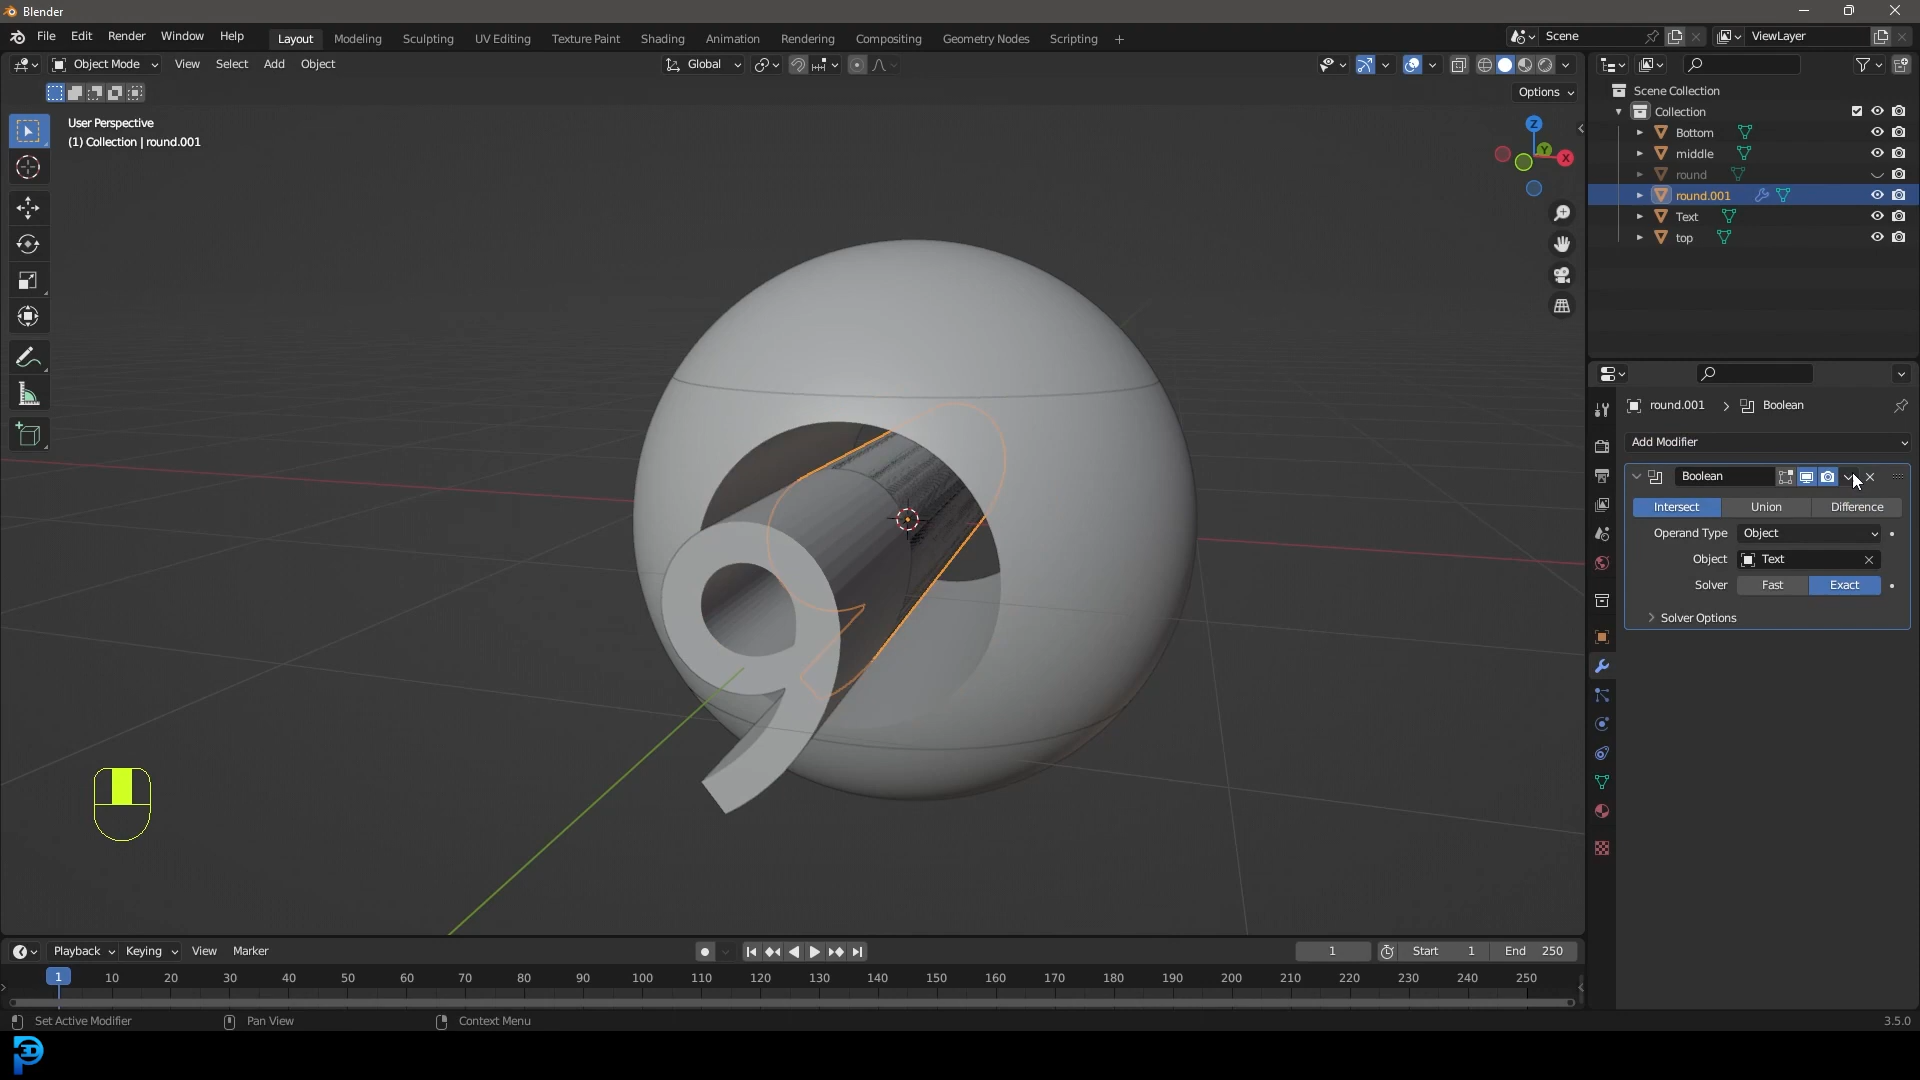 Blender
File Edit Render Window Help Layout Modeling Sculpting UV Editing Texture Paint Shading Animation Rendering Compositing Geometry Nodes Scripting + Scene ViewLayer
Object Mode View Select Add Object Global
Options
User Perspective
(1) Collection | round.001
Z
Y
X
9
Scene Collection
Collection
Bottom
middle
round
round.001
Text
top
round.001 > Boolean
Add Modifier
Boolean
Intersect Union Difference
Operand Type Object
Object Text
Solver Fast Exact
Solver Options
Playback Keying View Marker 1 Start 1 End 250
1 10 20 30 40 50 60 70 80 90 100 110 120 130 140 150 160 170 180 190 200 210 220 230 240 250
Set Active Modifier Pan View Context Menu 3.5.0
3D